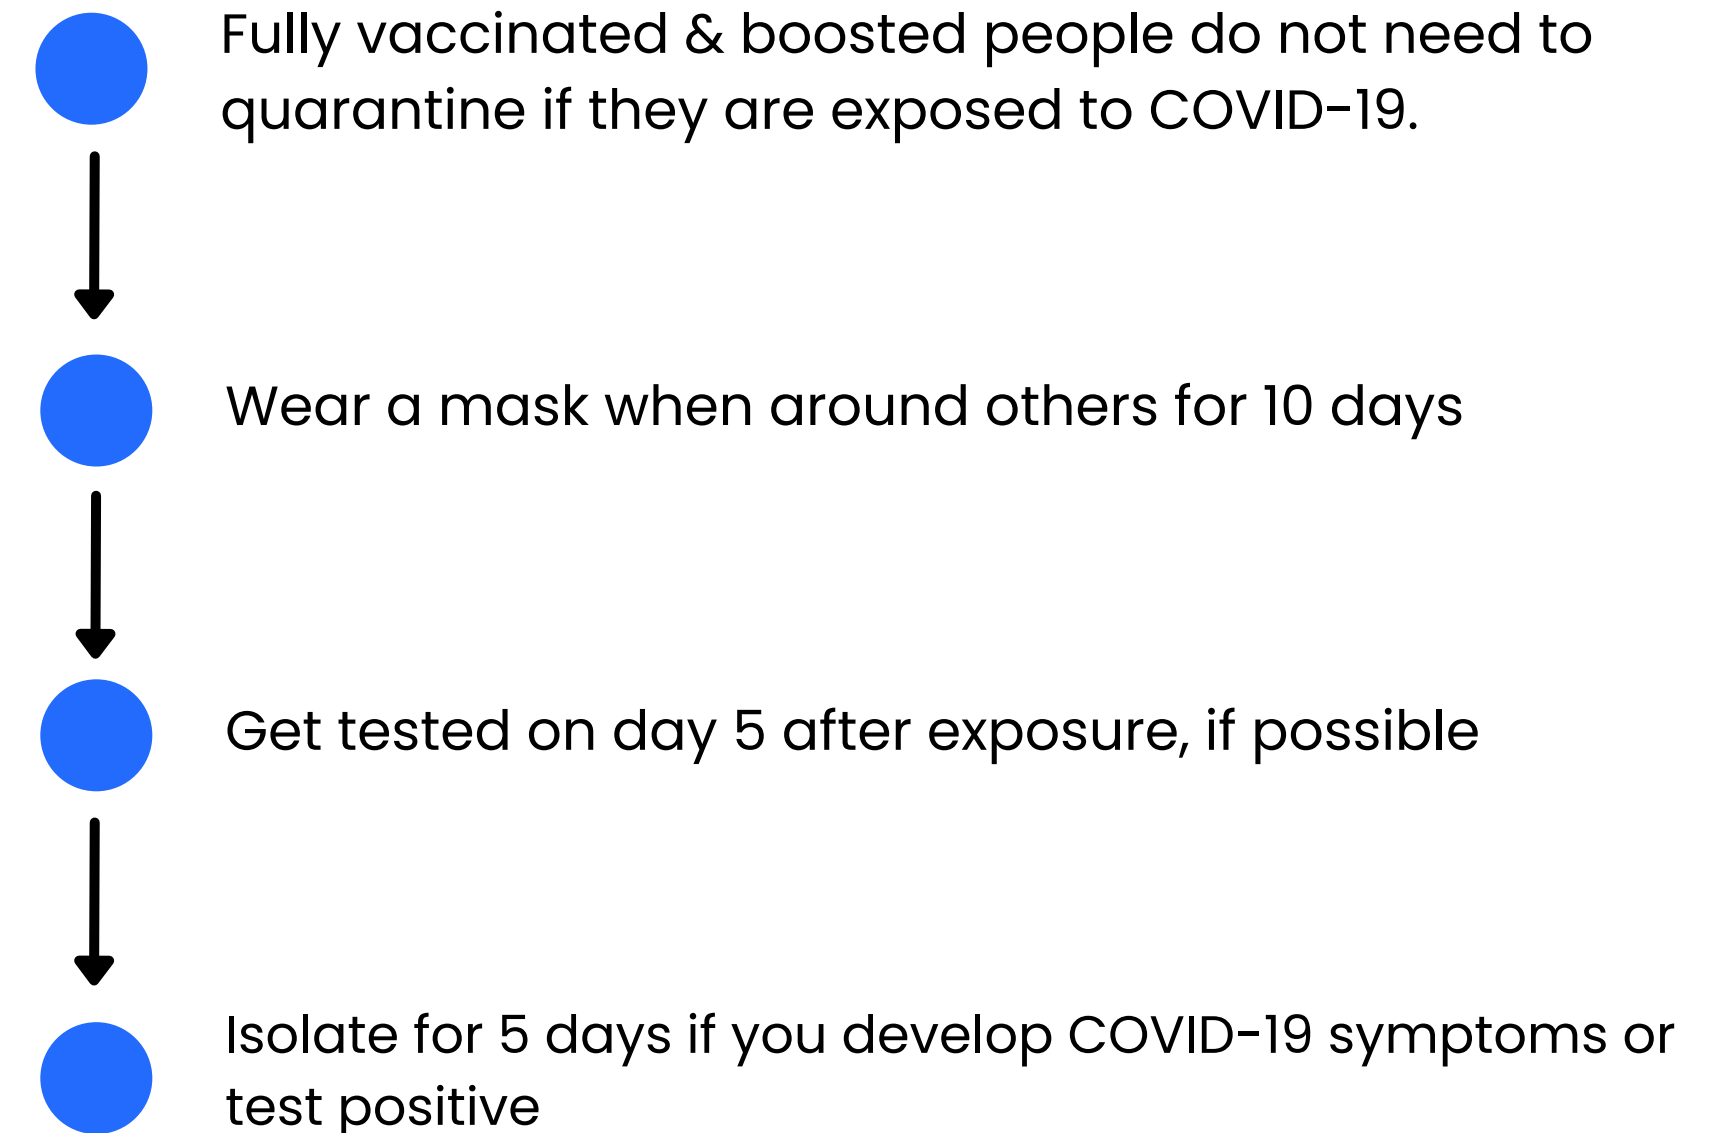 Fully vaccinated & boosted people do not need to
quarantine if they are exposed to COVID-19.
Wear a mask when around others for 10 days
Get tested on day 5 after exposure, if possible
Isolate for 5 days if you develop COVID-19 symptoms or
test positive